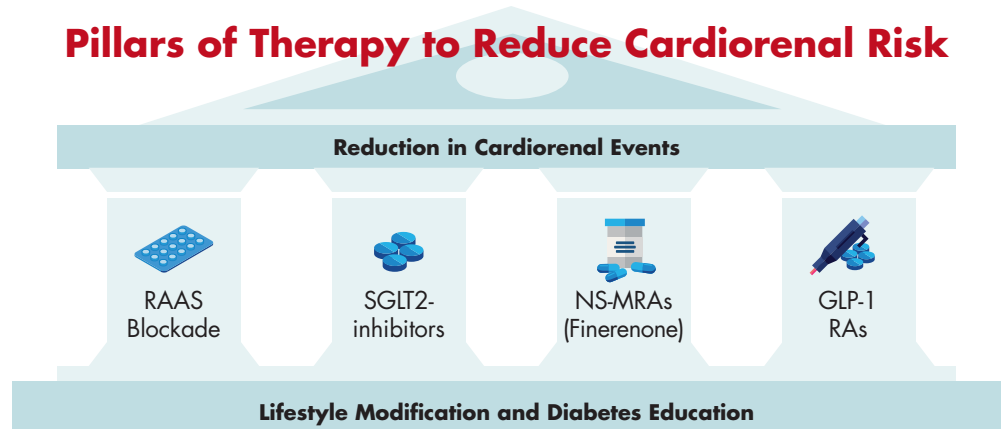 Pillars of Therapy to Reduce Cardiorenal Risk
Reduction in Cardiorenal Events
RAAS
Blockade
SGLT2-
inhibitors
NS-MRAs
(Finerenone)
GLP-1
RAs
Lifestyle Modification and Diabetes Education